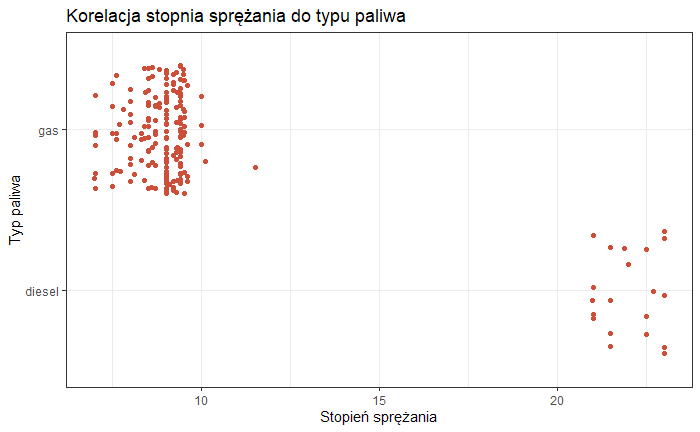 Korelacja stopnia sprężania do typu paliwa
gas
diesel
Typ paliwa
10
15
20
Stopień sprężania